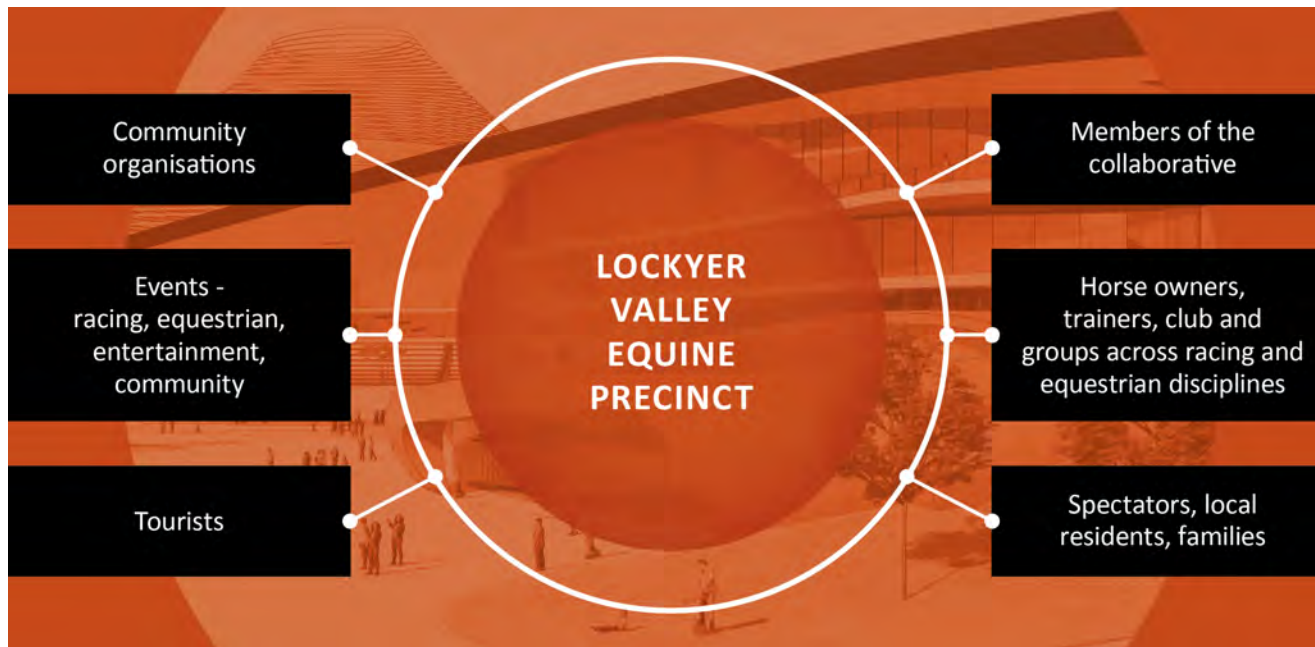 Community
organisations
Events -
racing, equestrian,
entertainment,
community
Tourists
LOCKYER
VALLEY
EQUINE
PRECINCT
Members of the
collaborative
Horse owners,
trainers, club and
groups across racing and
equestrian disciplines
Spectators, local
residents, families